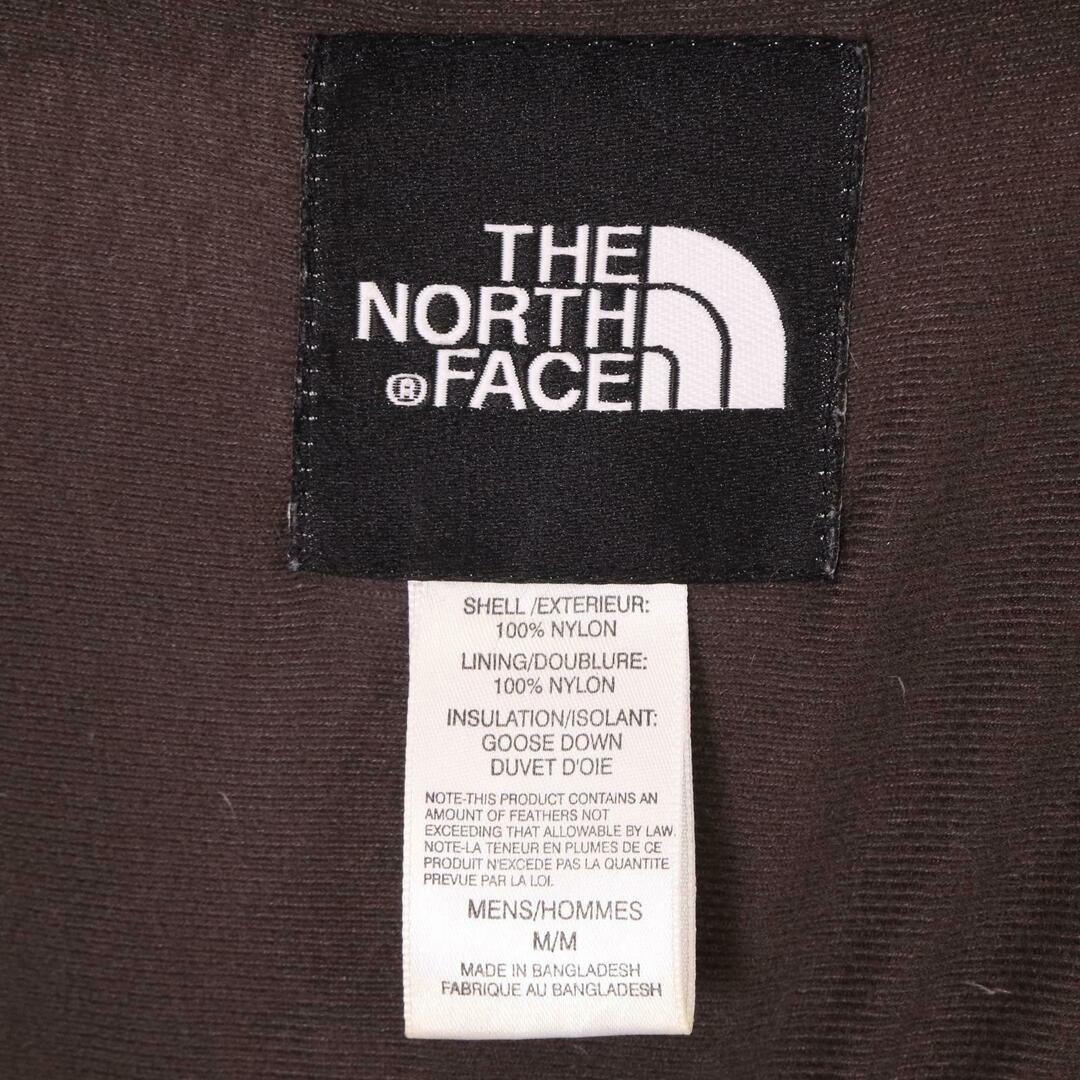 THE
NORTH
®FACE
SHELL /EXTERIEUR:
100% NYLON
LINING/DOUBLURE:
100% NYLON
INSULATION/ISOLANT:
GOOSE DOWN
DUVET D'OIE
NOTE-THIS PRODUCT CONTAINS AN
AMOUNT OF FEATHERS NOT
EXCEEDING THAT ALLOWABLE BY LAW.
NOTE-LA TENEUR EN PLUMES DE CE
PRODUIT N'EXCEDE PAS LA QUANTITE
PREVUE PAR LA LOI.
MENS/HOMMES
M/M
MADE IN BANGLADESH
FABRIQUE AU BANGLADESH